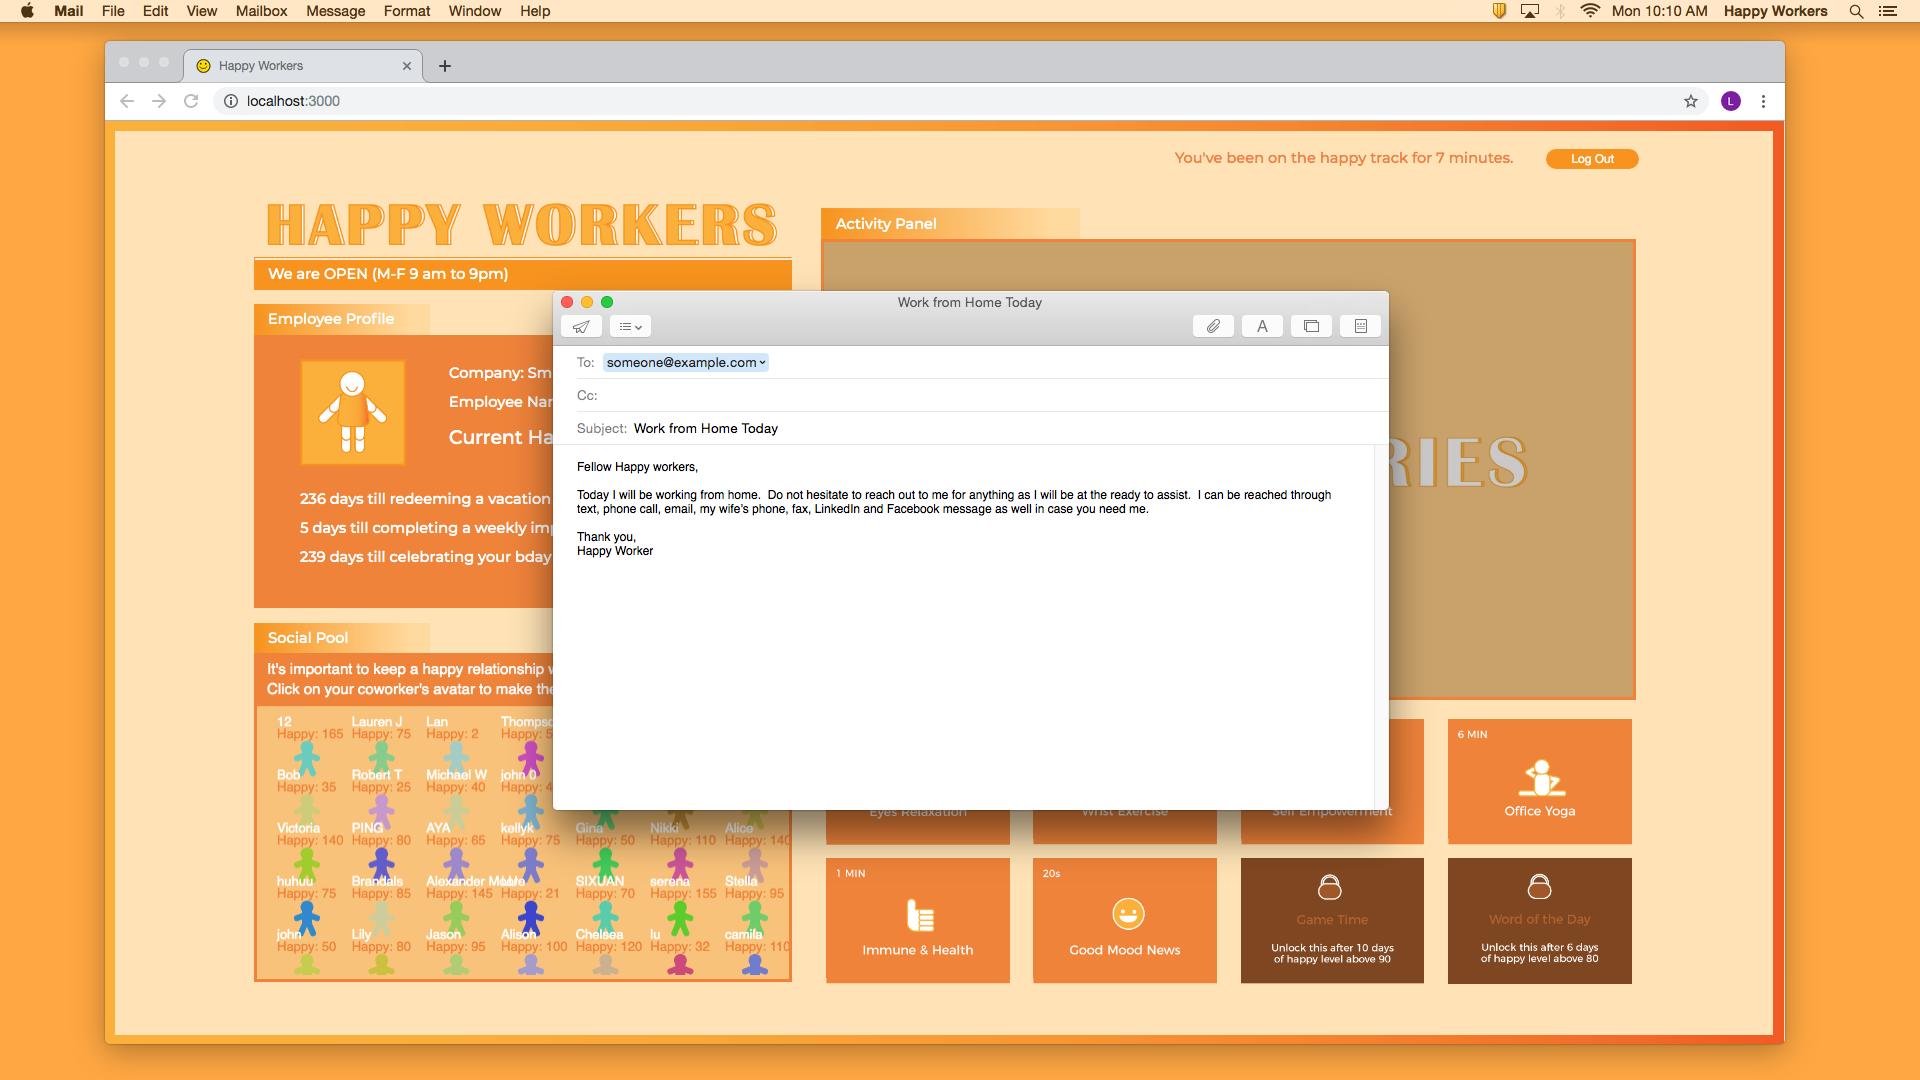 Mail File Edit View Mailbox Message Format Window Help
Mon 10:10 AM Happy Workers
Happy Workers
localhost:3000
L
You've been on the happy track for 7 minutes.
Log Out
HAPPY WORKERS
We are OPEN (M-F 9 am to 9pm)
Activity Panel
Employee Profile
Company:
Employee
Current
236 days till redeeming a vacation
5 days till completing a weekly
239 days till celebrating your bday
Work from Home Today
A
To: someone@example.com
Cc:
Subject: Work from Home Today
Fellow Happy workers,
Today I will be working from home. Do not hesitate to reach out to me for anything as I will be at the ready to assist. I can be reached through
text, phone call, email, my wife's phone, fax, LinkedIn and Facebook message as well in case you need me.
Thank you,
Happy Worker
Social Pool
It's important to keep a happy relationship
Click on your coworker's avatar to make
12 Lauren J Lan
Happy: 165 Happy: 75 Happy: 2 Happy:
Bob Robert T Michael W john 0
Happy: 35 Happy: 25 Happy: 40 Happy:
Victoria PING AYA kellyk Gina Nikki Alice
Happy: 140 Happy: 80 Happy: 65 Happy: 75 Happy: 50 Happy: 110 Happy: 140
huhuu Brandals Alexander SIXUAN serena Stella
Happy: 75 Happy: 85 Happy: 145 Happy: 21 Happy: 70 Happy: 155 Happy: 95
john Lily Jason Alison Chelsea lu camila
Happy: 50 Happy: 80 Happy: 95 Happy: 100 Happy: 120 Happy: 32 Happy: 110
Eyes Relaxation
Wrist Exercise
Self Empowerment
6 MIN
Office Yoga
1 MIN
Immune & Health
20s
Good Mood News
Game Time
Unlock this after 10 days
of happy level above 90
Word of the Day
Unlock this after 6 days
of happy level above 80